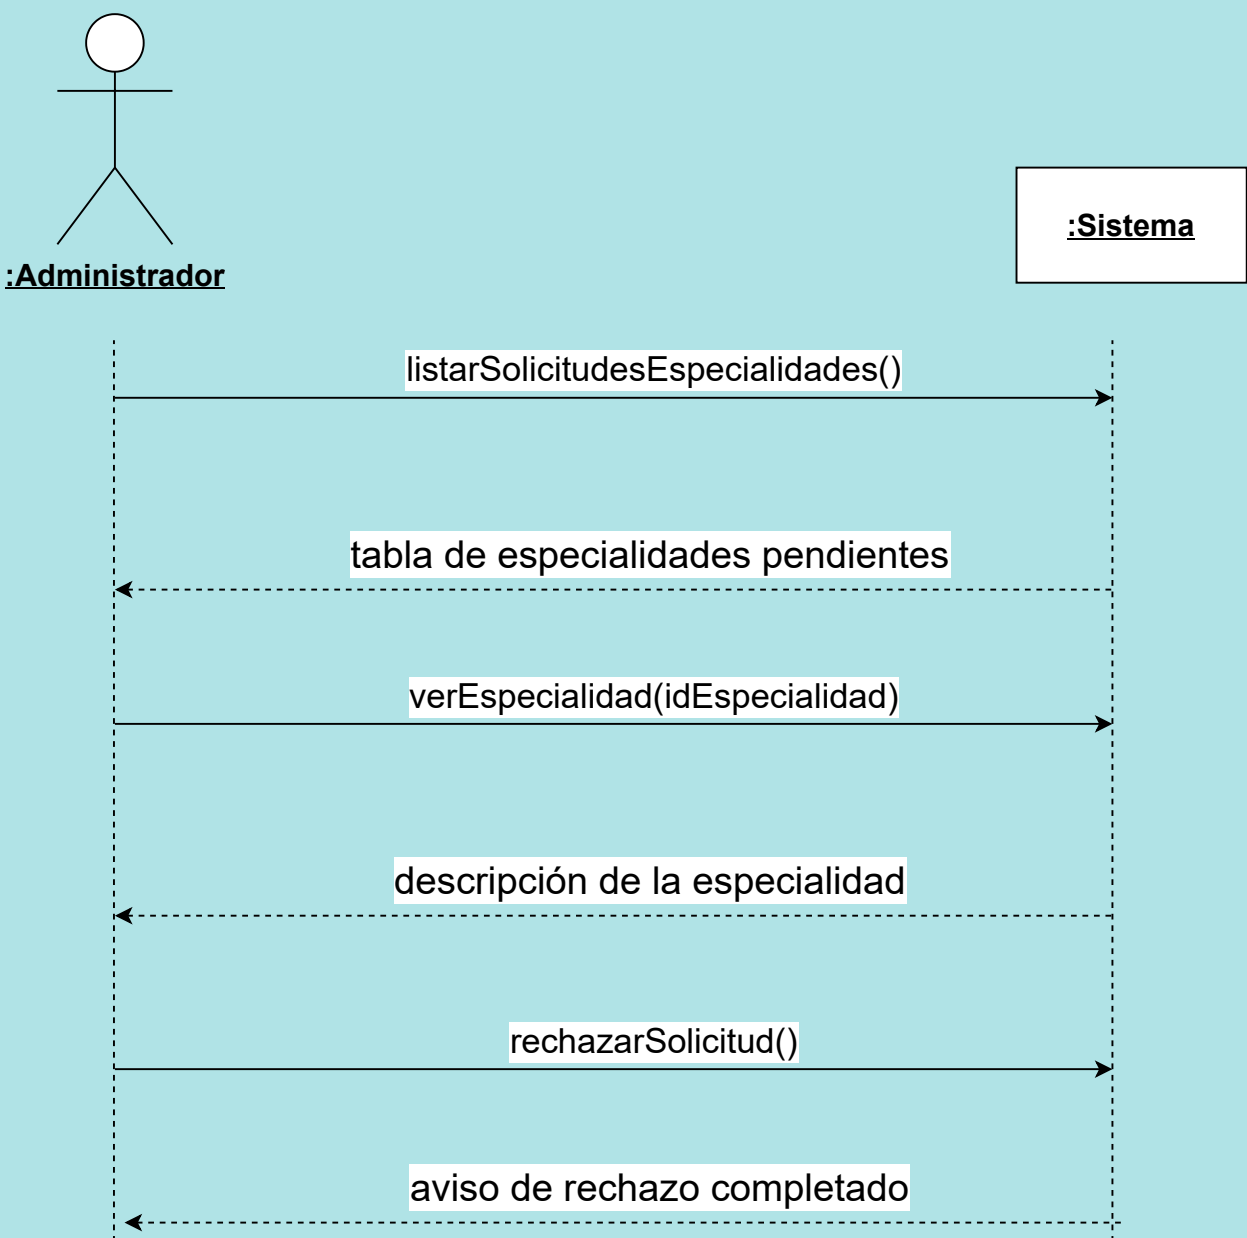 :Administrador
:Sistema
listarSolicitudesEspecialidades()
tabla de especialidades pendientes
verEspecialidad(idEspecialidad)
descripción de la especialidad
rechazarSolicitud()
aviso de rechazo completado